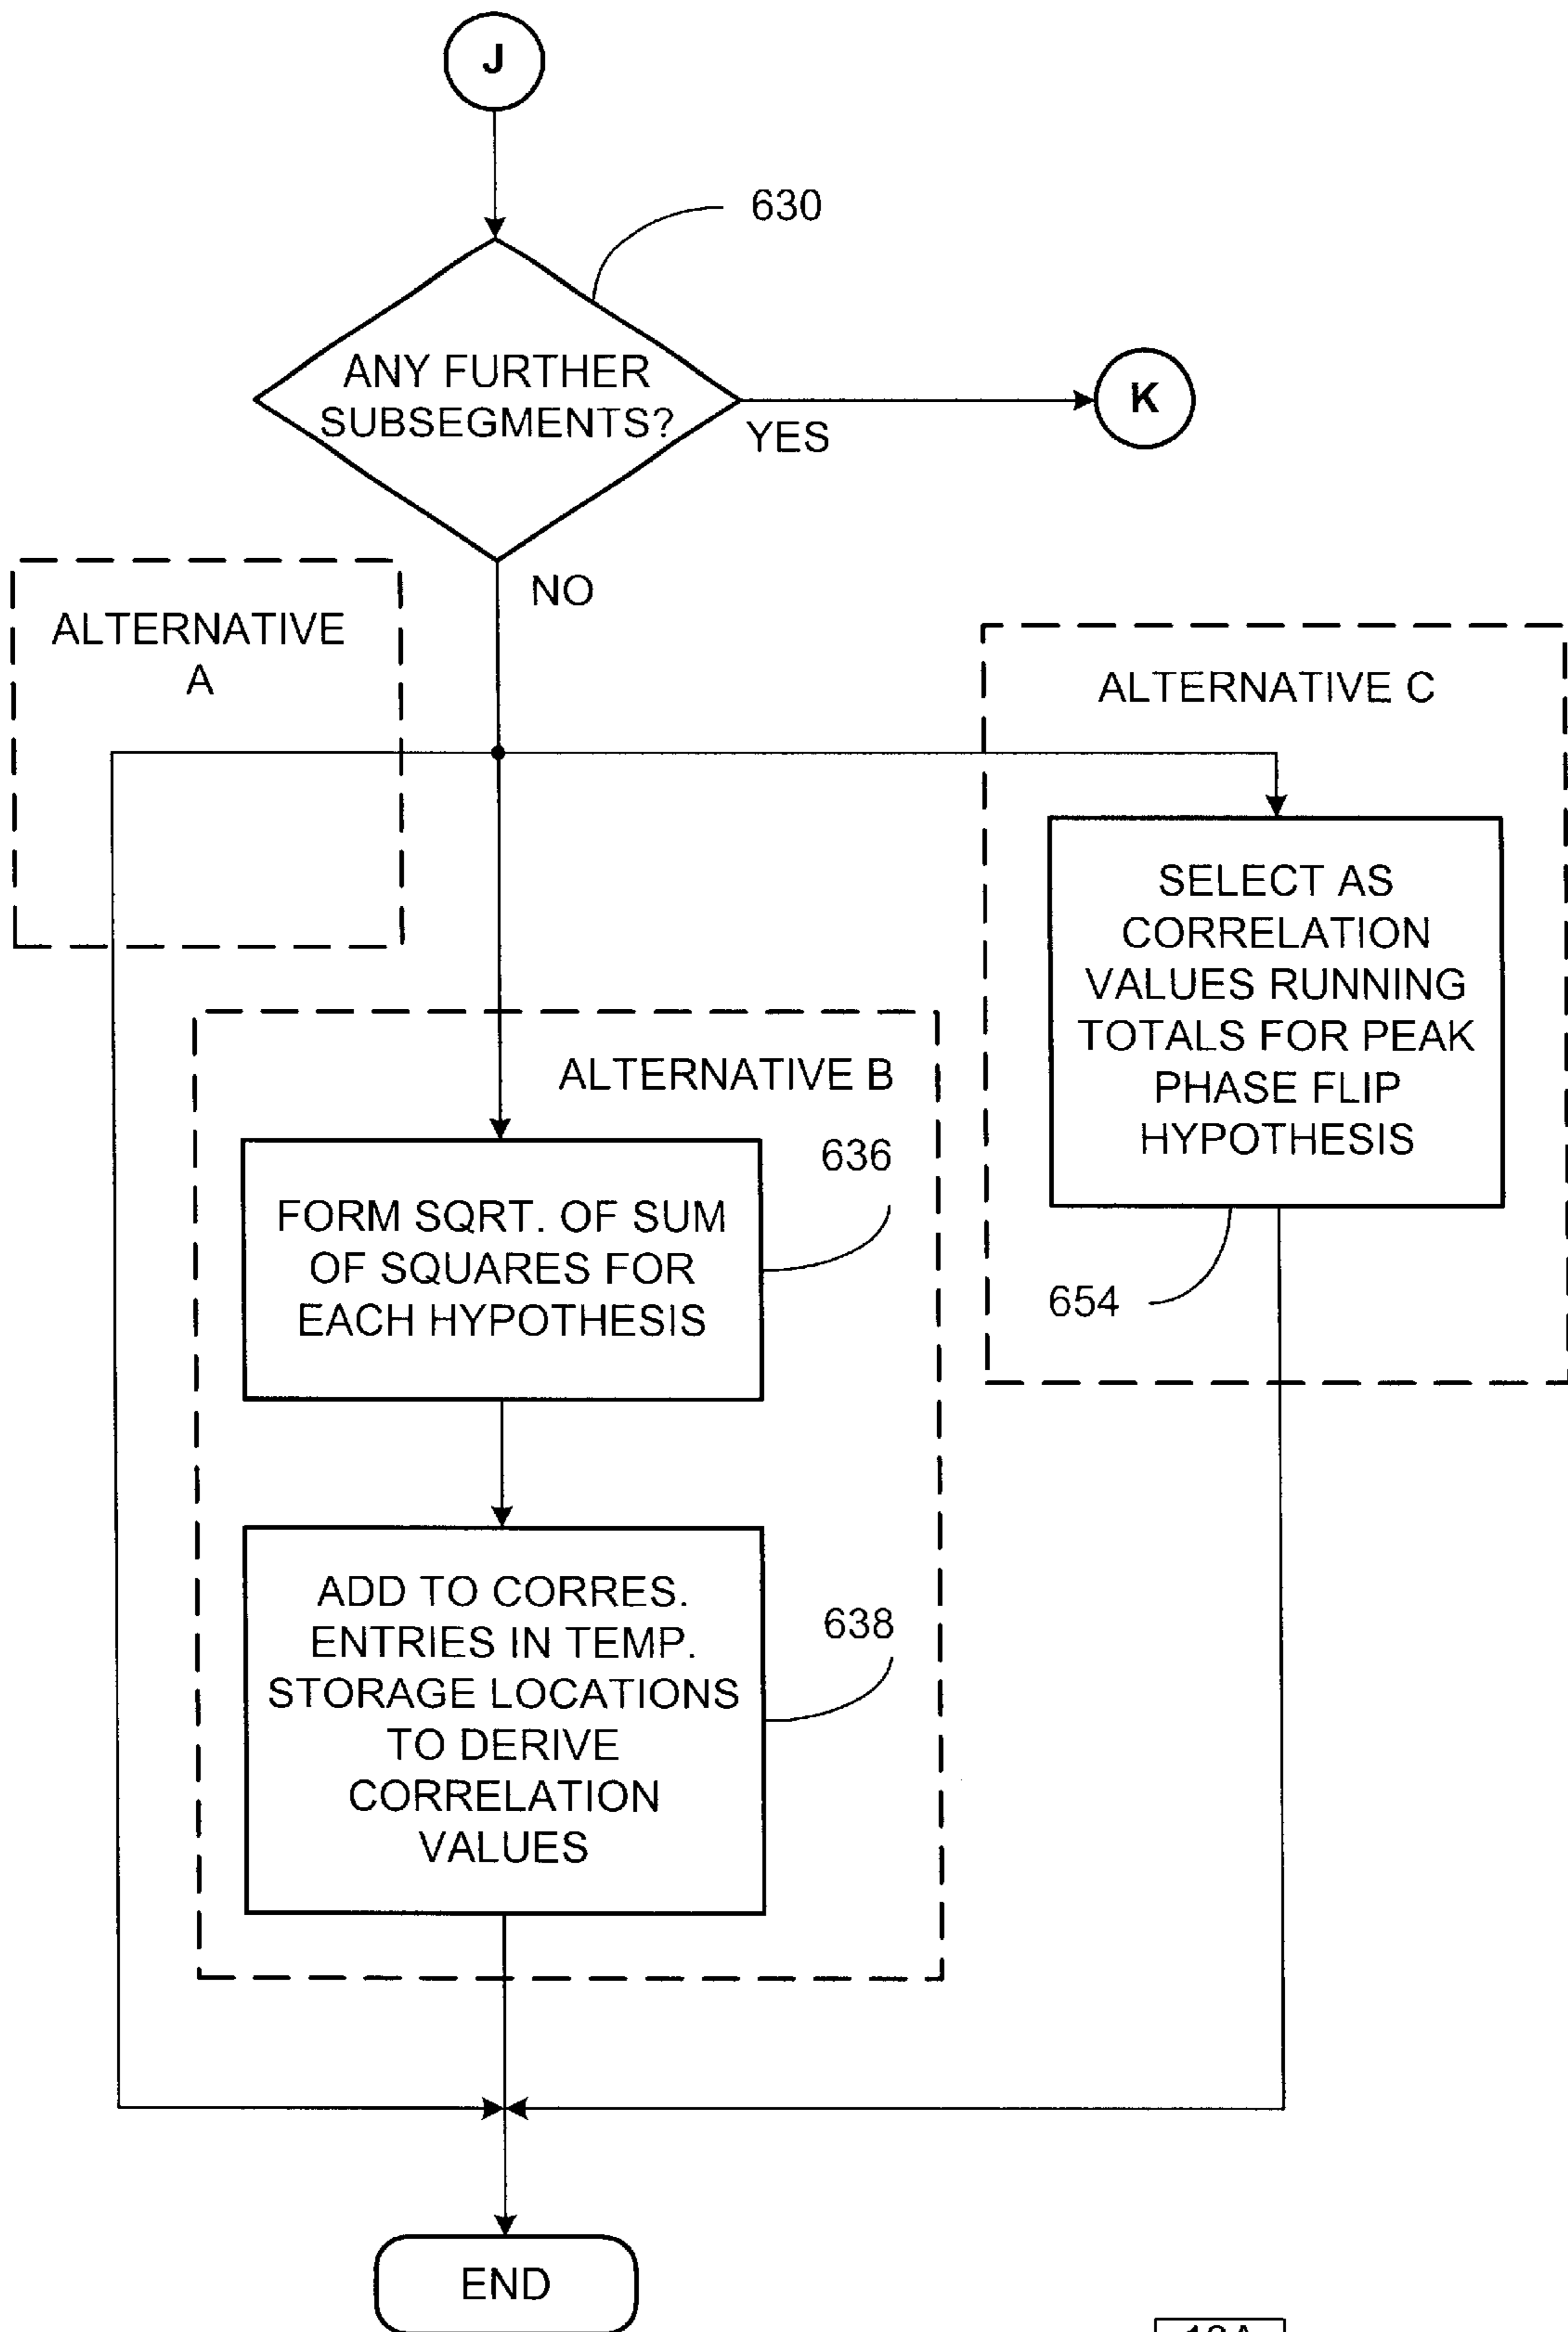 J
630
ANY FURTHER
SUBSEGMENTS?
YES
K
NO
ALTERNATIVE
A
ALTERNATIVE C
SELECT AS
CORRELATION
VALUES RUNNING
TOTALS FOR PEAK
PHASE FLIP
HYPOTHESIS
654
ALTERNATIVE B
636
FORM SQRT. OF SUM
OF SQUARES FOR
EACH HYPOTHESIS
638
ADD TO CORRES.
ENTRIES IN TEMP.
STORAGE LOCATIONS
TO DERIVE
CORRELATION
VALUES
END